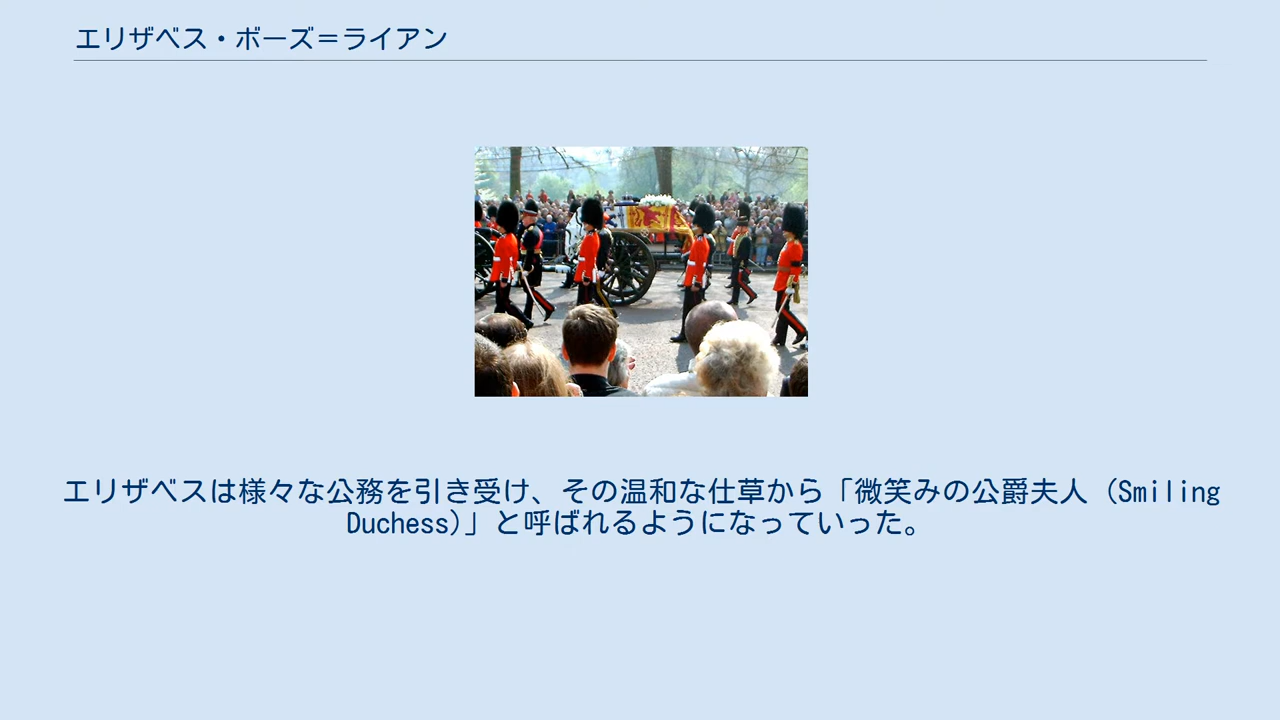 エリザベス・ボーズ＝ライアン
エリザベスは様々な公務を引き受け、その温和な仕草から「微笑みの公爵夫人（Smiling
Duchess)」と呼ばれるようになっていった。